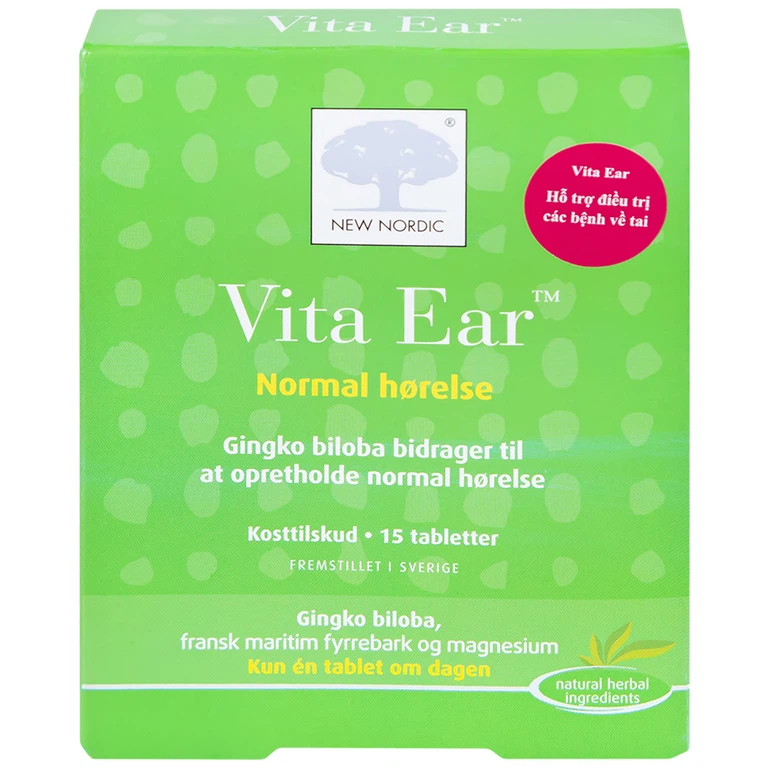 Vita Ear™
®
NEW NORDIC
Vita Ear
Hỗ trợ điều trị
các bệnh về tai
Vita Ear™
Normal hørelse
Gingko biloba bidrager til
at opretholde normal hørelse
Kosttilskud • 15 tabletter
FREMSTILLET I SVERIGE
Gingko biloba,
fransk maritim fyrrebark og magnesium
Kun én tablet om dagen
natural herbal
ingredients